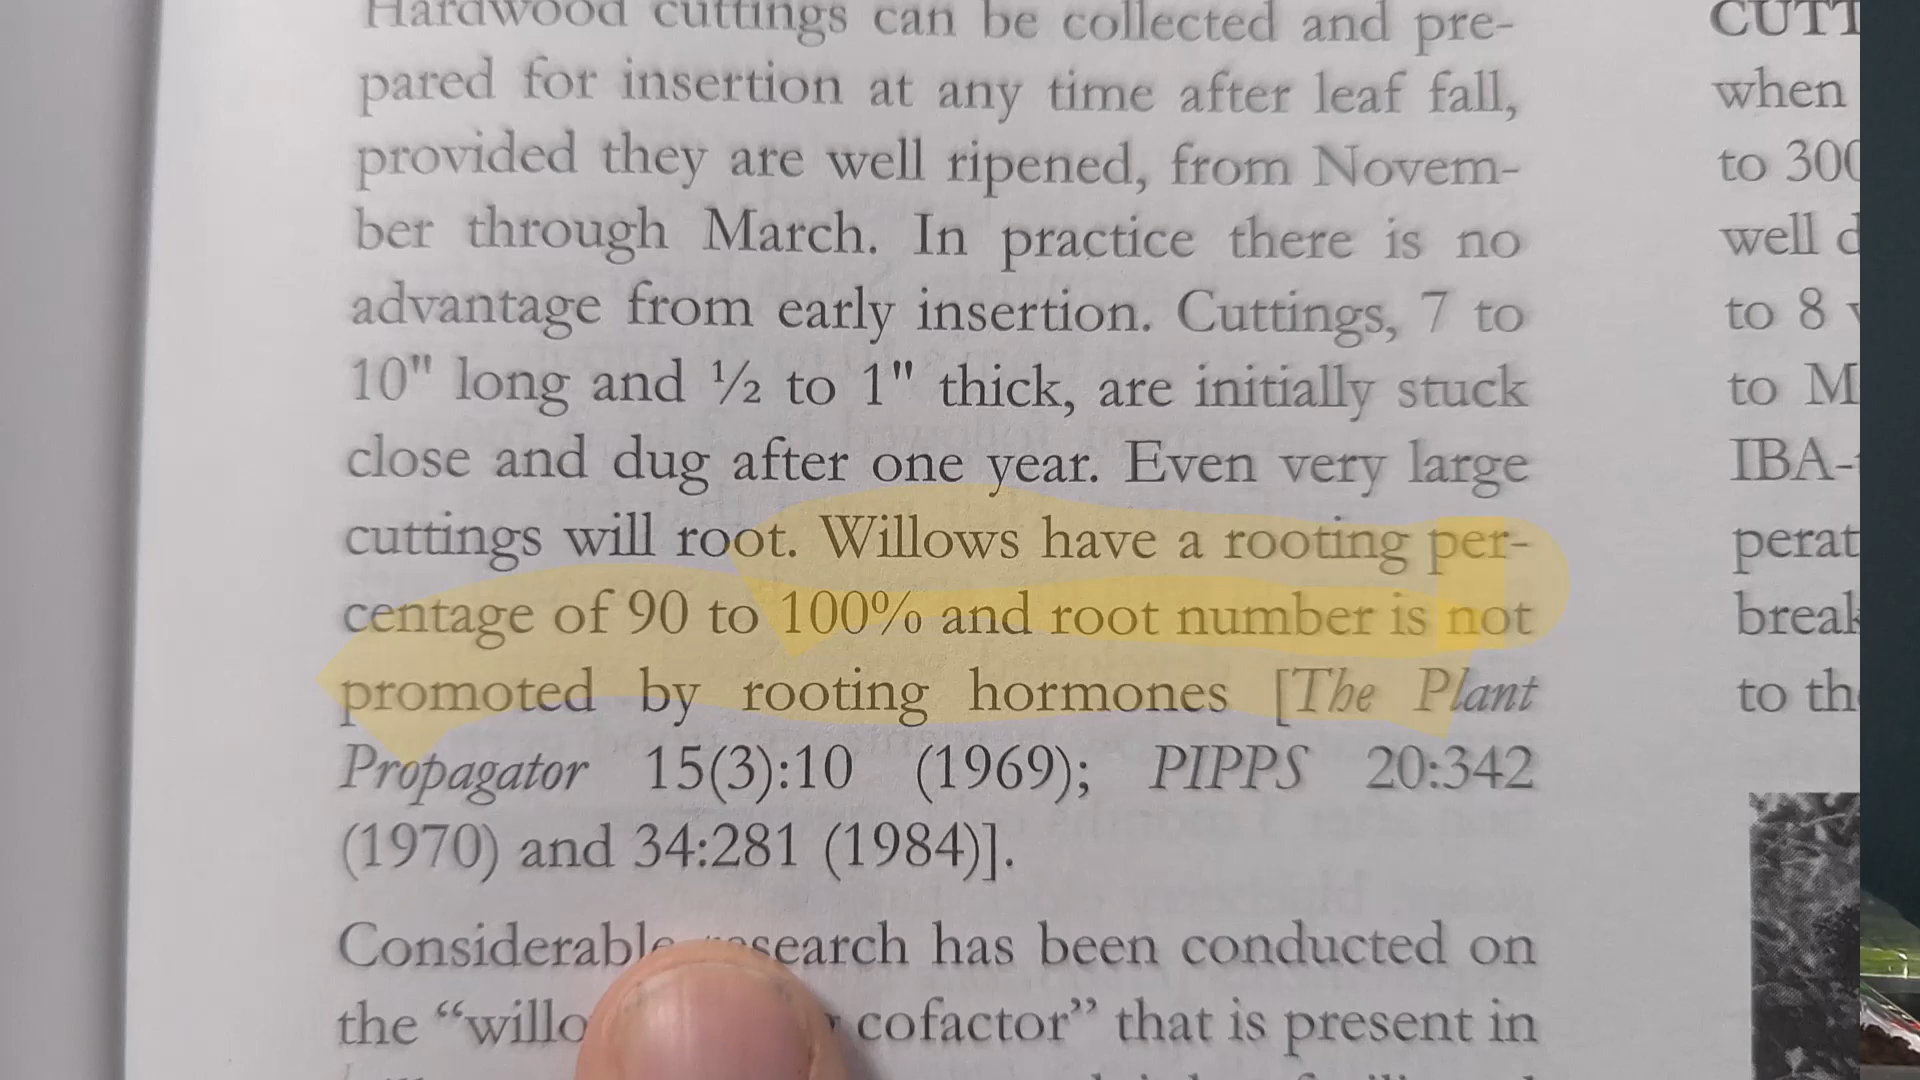 Hardwood cuttings can be collected and pre-
pared for insertion at any time after leaf fall,
provided they are well ripened, from Novem-
ber through March. In practice there is no
advantage from early insertion. Cuttings, 7 to
10" long and ½ to 1" thick, are initially stuck
close and dug after one year. Even very large
cuttings will root. Willows have a rooting per-
centage of 90 to 100% and root number is not
promoted by rooting hormones [The Plant
Propagator 15(3):10 (1969); PIPPS 20:342
(1970) and 34:281 (1984)].
Considerable research has been conducted on
the “willo cofactor” that is present in
when
to 300
well d
to 8
to M
IBA-
perat
break
to th